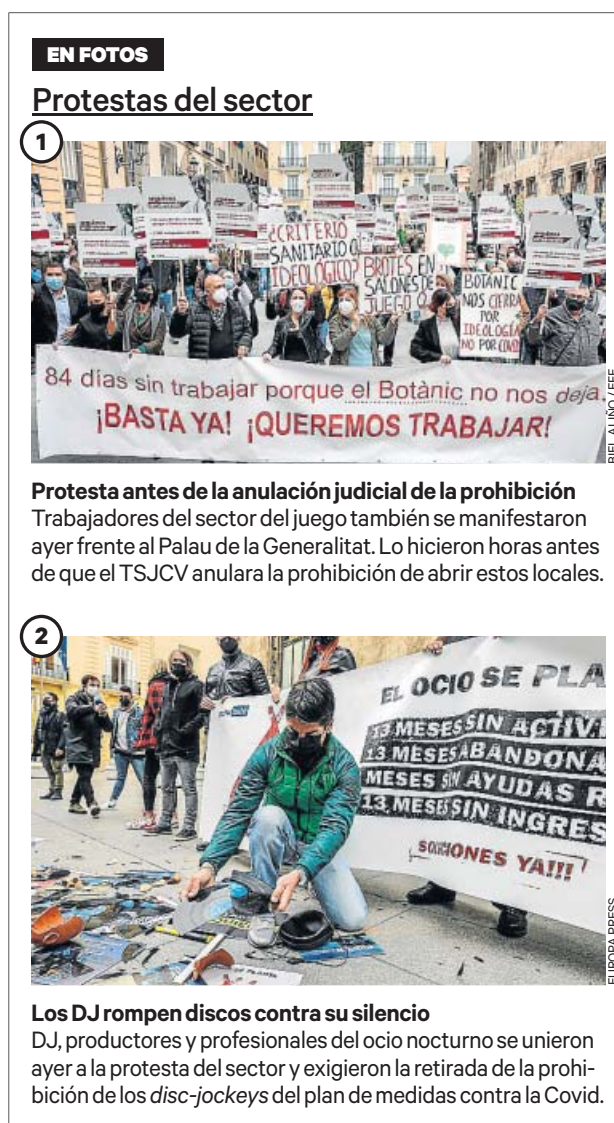 EN FOTOS
Protestas del sector
1
¿CRITERIO
SANITARIO O
IDEOLÓGICO?
BROTES EN
SALONES DE
JUEGO 0
BOTÀNIC
NOS CIERRA
POR
IDEOLOGÍA
NO POR COVID
84 días sin trabajar porque el Botànic no nos deja.
¡BASTA YA! ¡QUEREMOS TRABAJAR!
BIEL ALIÑO / EFE
Protesta antes de la anulación judicial de la prohibición
Trabajadores del sector del juego también se manifestaron
ayer frente al Palau de la Generalitat. Lo hicieron horas antes
de que el TSJCV anulara la prohibición de abrir estos locales.
2
EL OCIO SE PLA
13 MESES SIN ACTIVI
13 MESES ABANDONA
MESES SIN AYUDAS R
13 MESES SIN INGRES
SOLUCIONES YA!!!
EUROPA PRESS
Los DJ rompen discos contra su silencio
DJ, productores y profesionales del ocio nocturno se unieron
ayer a la protesta del sector y exigieron la retirada de la prohi-
bición de los disc-jockeys del plan de medidas contra la Covid.